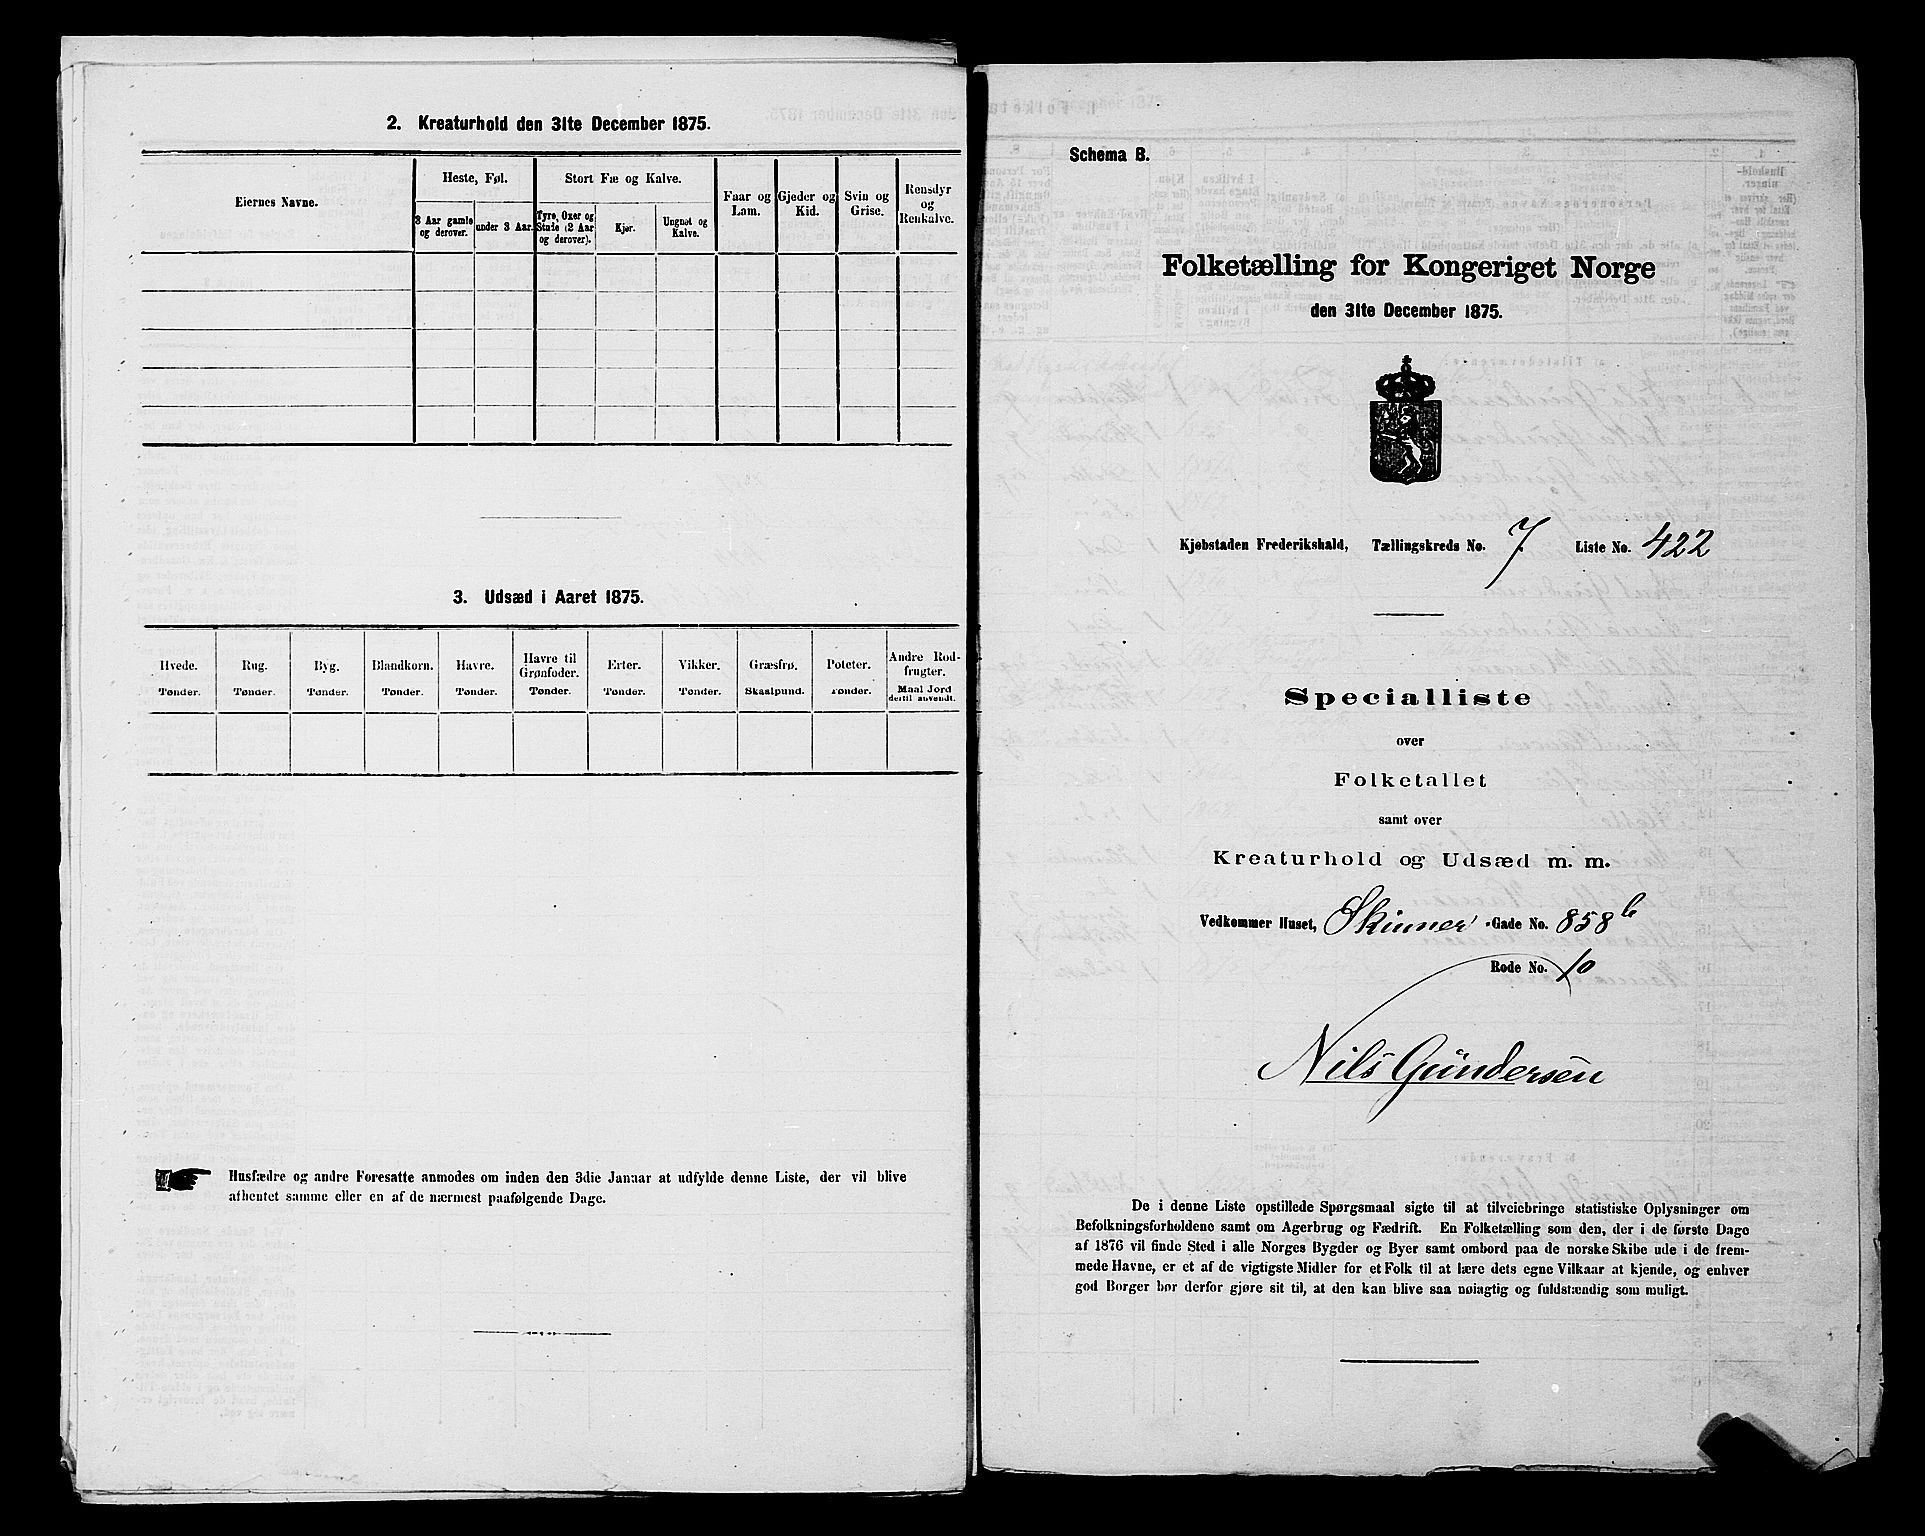 2. Kreaturhold den 31te December 1875.
Eiernes Navne.
Heste, Føl.
Stort Fæ og Kalve.
Faar og Lam.
Gjeder og Kid.
Svin og Grise.
Rensdyr og Renkalve.
3 Aar gamle og derover.
under 3 Aar.
Tyre, Oxer og Stude (2 Aar og derover).
Kjør.
Ungnøt og Kalve.
3. Udsæd i Aaret 1875.
Hvede. Rug. Byg. Blandkorn. Havre. Havre til Grønfoder. Erter. Vikker. Græsfrø. Poteter. Andre Rodfrugter.
Tønder. Tønder. Tønder. Tønder. Tønder. Tønder. Tønder. Tønder. Skaalpund. Tønder. Maal Jord dertil anvendt.
Husfædre og andre Foresatte anmodes om inden den 3die Januar at udfylde denne Liste, der vil blive
afhentet samme eller en af de nærmest paafølgende Dage.
Schema B.
Folketælling for Kongeriget Norge
den 31te December 1875.
Kjøbstaden Frederikshald, Tællingskreds No. 7. Liste No. 422
Specialliste
over
Folketallet
samt over
Kreaturhold og Udsæd m. m.
Vedkommer Huset, Skinner -Gade No. 858 b
Rode No. 10
Nils Gundersen
De i denne Liste opstillede Spørgsmaal sigte til at tilveiebringe statistiske Oplysninger om
Befolkningsforholdene samt om Agerbrug og Fædrift. En Folketælling som den, der i de første Dage
af 1876 vil finde Sted i alle Norges Bygder og Byer samt ombord paa de norske Skibe ude i de frem-
mede Havne, er et af de vigtigste Midler for et Folk til at lære dets egne Vilkaar at kjende, og enhver
god Borger bør derfor gjøre sit til, at den kan blive saa nøiagtig og fuldstændig som muligt.